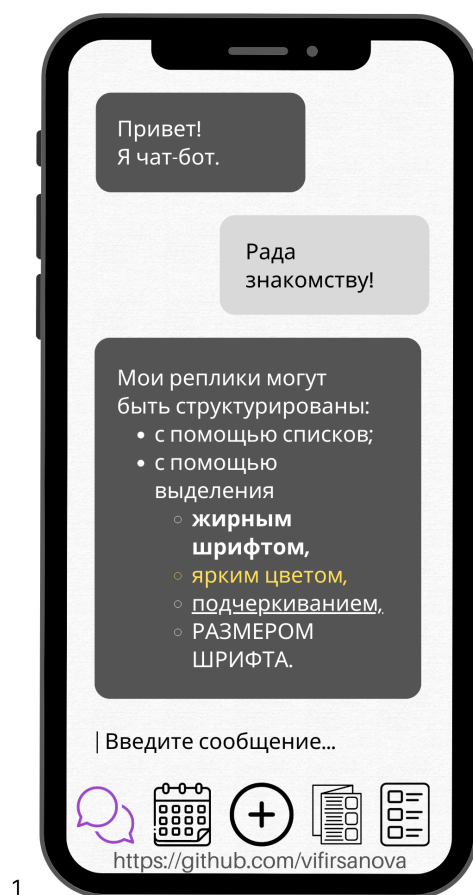 Привет!
Я чат-бот.
Рада
знакомству!
Мои реплики могут
быть структурированы:
• с помощью списков;
• с помощью
выделения
○ жирным
шрифтом,
○ ярким цветом,
○ подчеркиванием,
○ РАЗМЕРОМ
ШРИФТА.
Введите сообщение...
https://github.com/vifirsanova
1